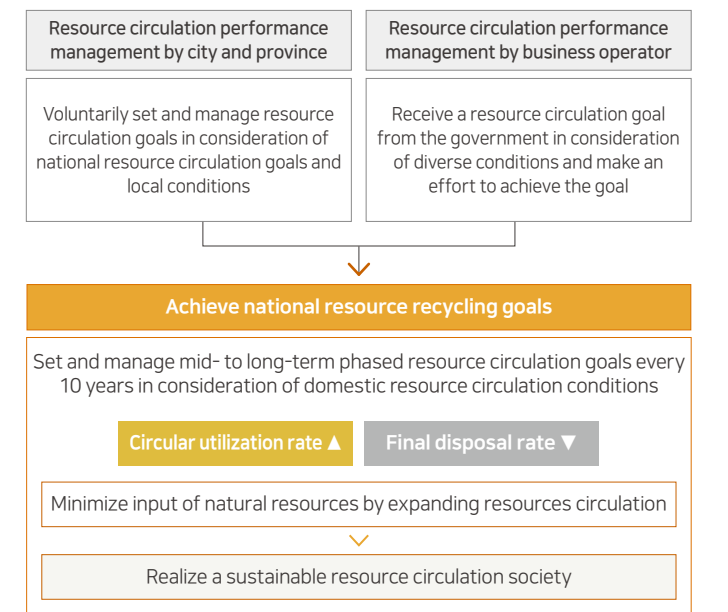 Resource circulation performance
management by city and province
Resource circulation performance
management by business operator
Voluntarily set and manage resource
circulation goals in consideration of
national resource circulation goals and
local conditions
Receive a resource circulation goal
from the government in consideration
of diverse conditions and make an
effort to achieve the goal
Achieve national resource recycling goals
Set and manage mid- to long-term phased resource circulation goals every
10 years in consideration of domestic resource circulation conditions
Circular utilization rate ▲
Final disposal rate ▼
Minimize input of natural resources by expanding resources circulation
Realize a sustainable resource circulation society